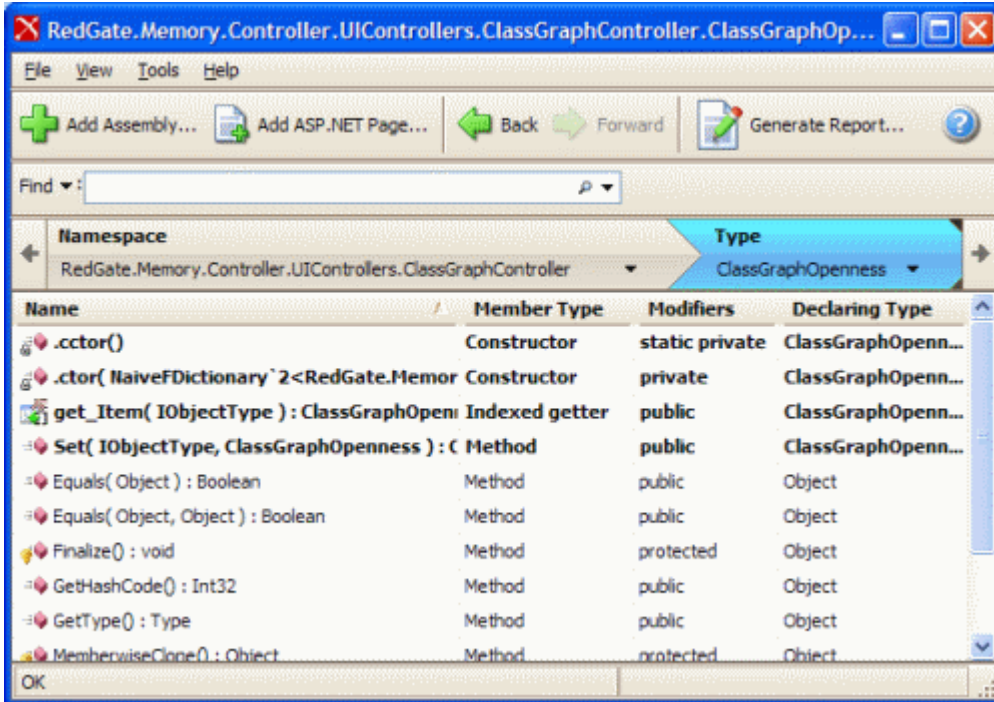 RedGate.Memory.Controller.UIControllers.ClassGraphController.ClassGraphOp...
File View Tools Help
Add Assembly... Add ASP.NET Page... Back Forward Generate Report... ?
Find :
Namespace Type
RedGate.Memory.Controller.UIControllers.ClassGraphController ClassGraphOpenness
Name Member Type Modifiers Declaring Type
.cctor() Constructor static private ClassGraphOpenn...
.ctor( NaiveFDictionary`2<RedGate.Memor Constructor private ClassGraphOpenn...
get_Item( IObjectType ) : ClassGraphOpenn Indexed getter public ClassGraphOpenn...
Set( IObjectType, ClassGraphOpenness ) : C Method public ClassGraphOpenn...
Equals( Object ) : Boolean Method public Object
Equals( Object, Object ) : Boolean Method public Object
Finalize() : void Method protected Object
GetHashCode() : Int32 Method public Object
GetType() : Type Method public Object
MemberwiseClone() : Object Method protected Object
OK